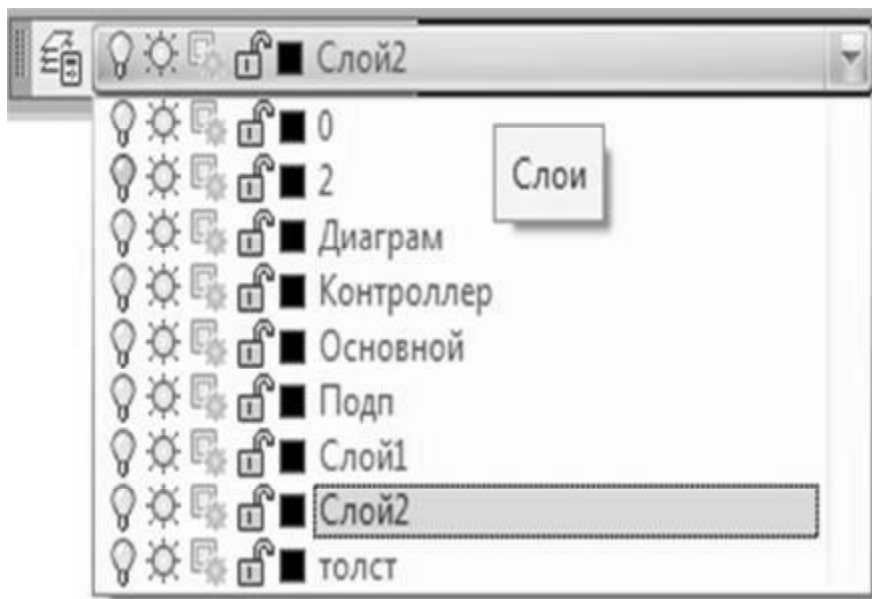 Слой2
0
Слои
2
Диаграм
Контроллер
Основной
Подп
Слой1
Слой2
толст